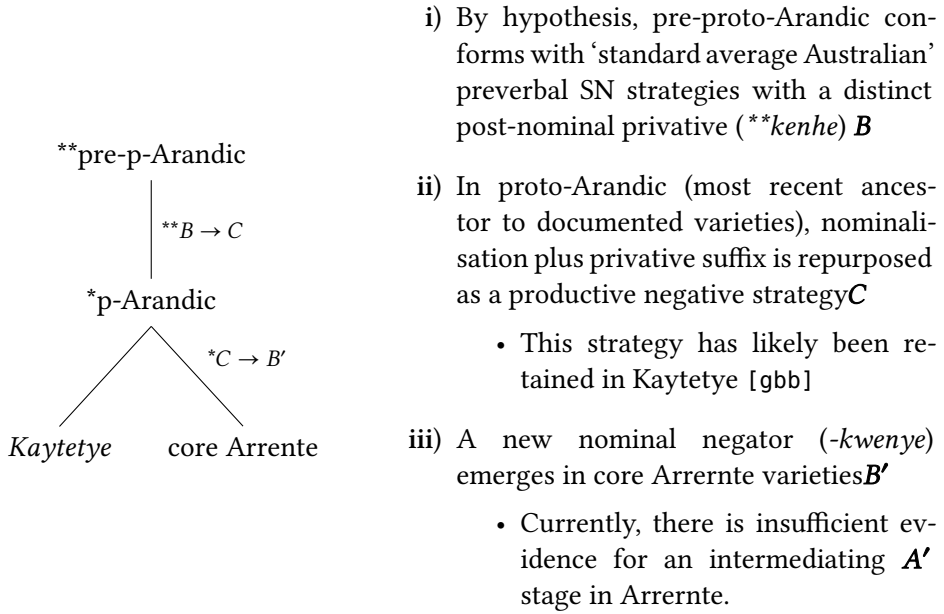 **pre-p-Arandic
**B → C
*p-Arandic
*C → B′
Kaytetye
core Arrente
i) By hypothesis, pre-proto-Arandic con-
forms with ‘standard average Australian’
preverbal SN strategies with a distinct
post-nominal privative (**kenhe) B
ii) In proto-Arandic (most recent ances-
tor to documented varieties), nominali-
sation plus privative suffix is repurposed
as a productive negative strategyC
• This strategy has likely been re-
tained in Kaytetye [gbb]
iii) A new nominal negator (-kwenye)
emerges in core Arrernte varietiesB′
• Currently, there is insufficient ev-
idence for an intermediating A′
stage in Arrernte.